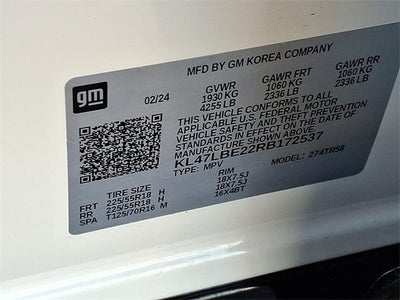 gm
MFD BY GM KOREA COMPANY
02/24
GVWR GAWR FRT GAWR RR
1930 KG 1060 KG 1060 KG
4255 LB 2336 LB 2336 LB
THIS VEHICLE CONFORMS TO ALL APPLICABLE
U.S. FEDERAL MOTOR
VEHICLE SAFETY AND THEFT PREVENTION
STANDARDS IN EFFECT ON THE DATE OF
MANUFACTURE SHOWN ABOVE.
KL47LBE22RB172537
TYPE: MPV MODEL: 274TR58
TIRE SIZE RIM
FRT 225/55R18 H 18X7.5J
RR 225/55R18 H 18X7.5J
SPA T125/70R16 M 16X4BT